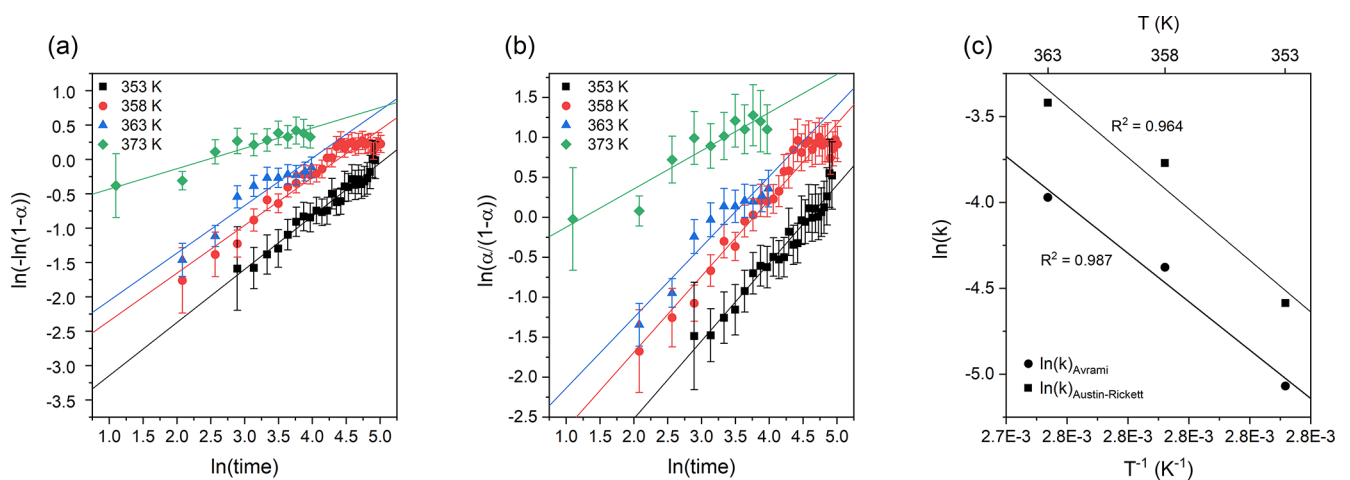 (a)
353 K
358 K
363 K
373 K
1.0
0.5
0.0
-0.5
-1.0
-1.5
-2.0
-2.5
-3.0
-3.5
ln(-ln(1-α))
1.0 1.5 2.0 2.5 3.0 3.5 4.0 4.5 5.0
ln(time)
(b)
353 K
358 K
363 K
373 K
1.5
1.0
0.5
0.0
-0.5
-1.0
-1.5
-2.0
-2.5
ln(α/(1-α))
1.0 1.5 2.0 2.5 3.0 3.5 4.0 4.5 5.0
ln(time)
(c)
T (K)
363 358 353
-3.5
-4.0
-4.5
-5.0
ln(k)
R² = 0.964
R² = 0.987
ln(k)Avrami
ln(k)Austin-Rickett
2.7E-3 2.8E-3 2.8E-3 2.8E-3 2.8E-3 2.8E-3
T⁻¹ (K⁻¹)